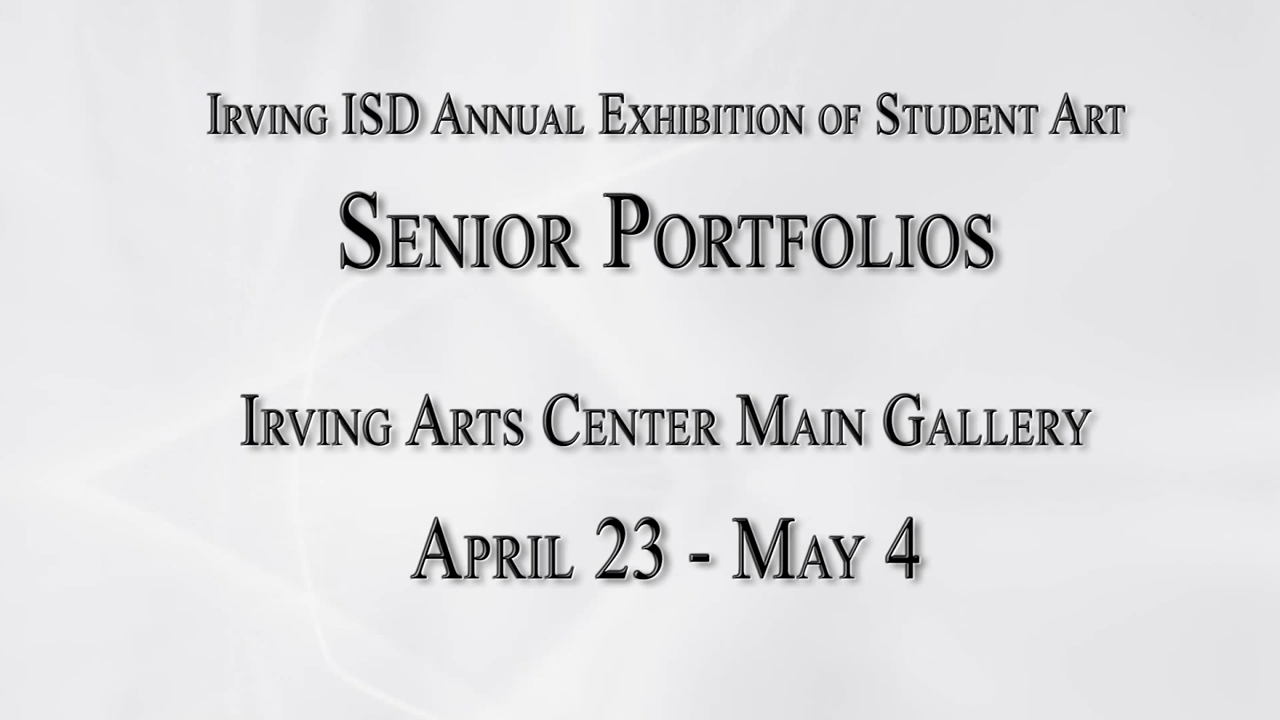 Irving ISD Annual Exhibition of Student Art
Senior Portfolios
Irving Arts Center Main Gallery
April 23 - May 4